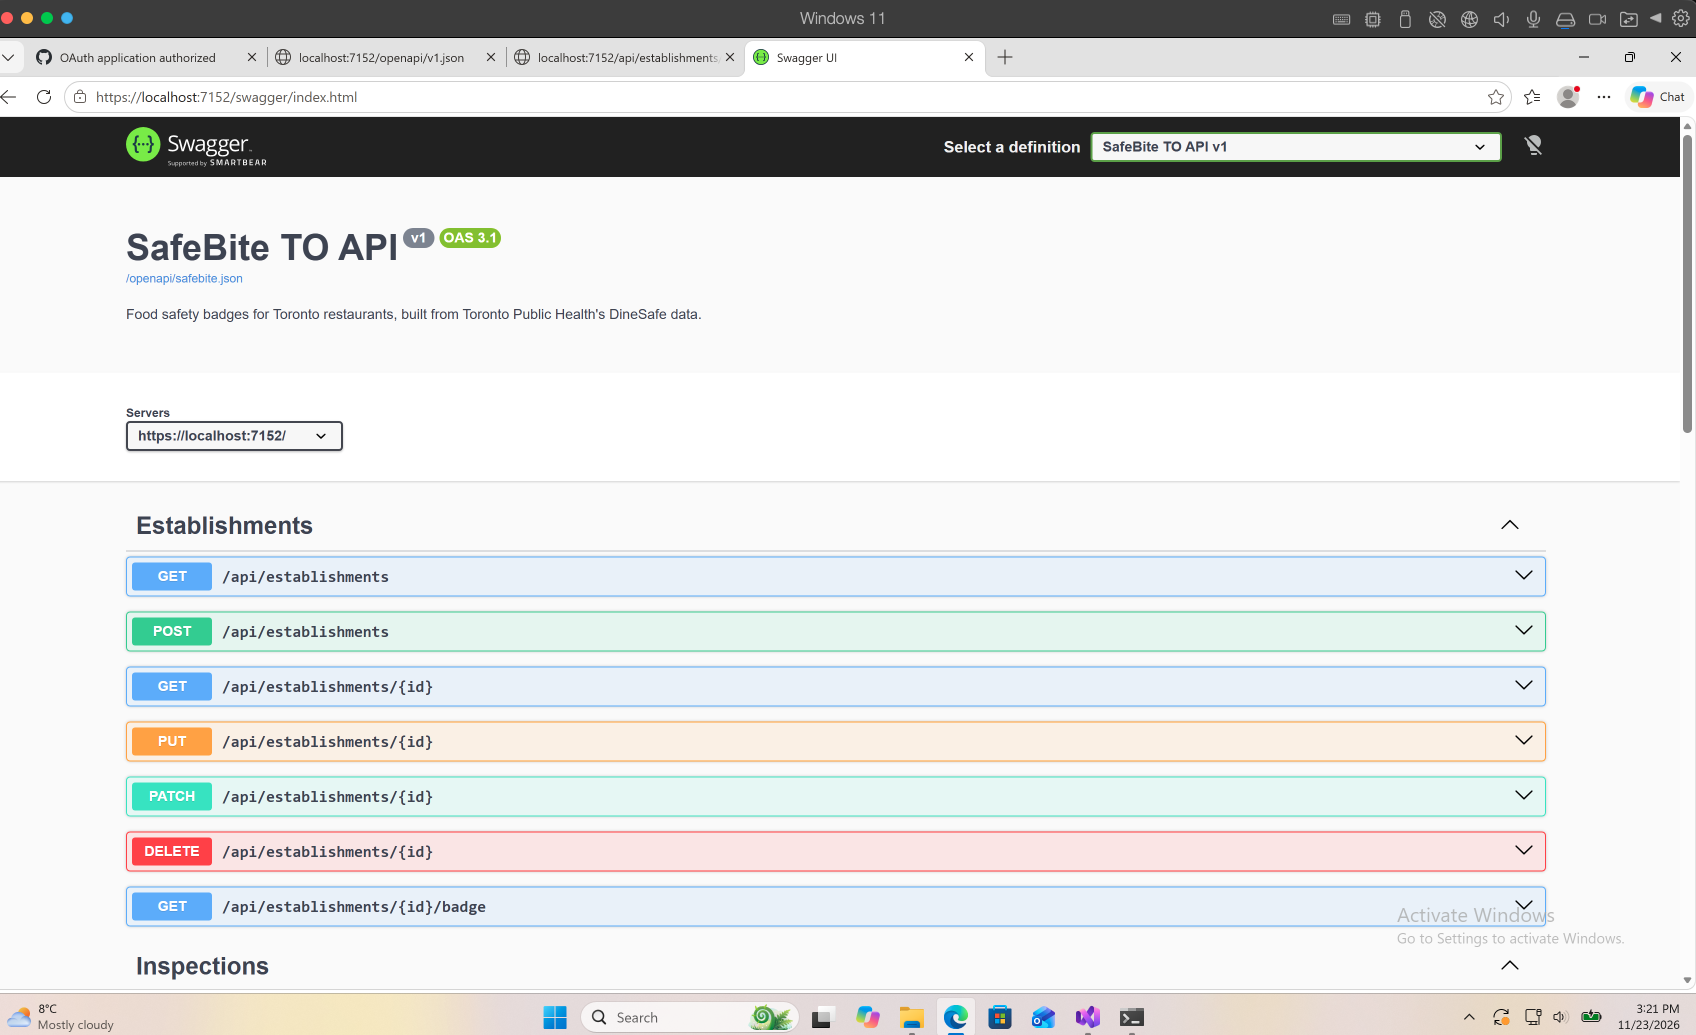 Windows 11
OAuth application authorized
localhost:7152/openapi/v1.json
localhost:7152/api/establishments
Swagger UI
https://localhost:7152/swagger/index.html
Chat
Swagger
Supported by SMARTBEAR
Select a definition
SafeBite TO API v1
SafeBite TO API v1 OAS 3.1
/openapi/safebite.json
Food safety badges for Toronto restaurants, built from Toronto Public Health's DineSafe data.
Servers
https://localhost:7152/
Establishments
GET /api/establishments
POST /api/establishments
GET /api/establishments/{id}
PUT /api/establishments/{id}
PATCH /api/establishments/{id}
DELETE /api/establishments/{id}
GET /api/establishments/{id}/badge
Activate Windows
Go to Settings to activate Windows.
Inspections
8°C
Mostly cloudy
Search
3:21 PM
11/23/2026